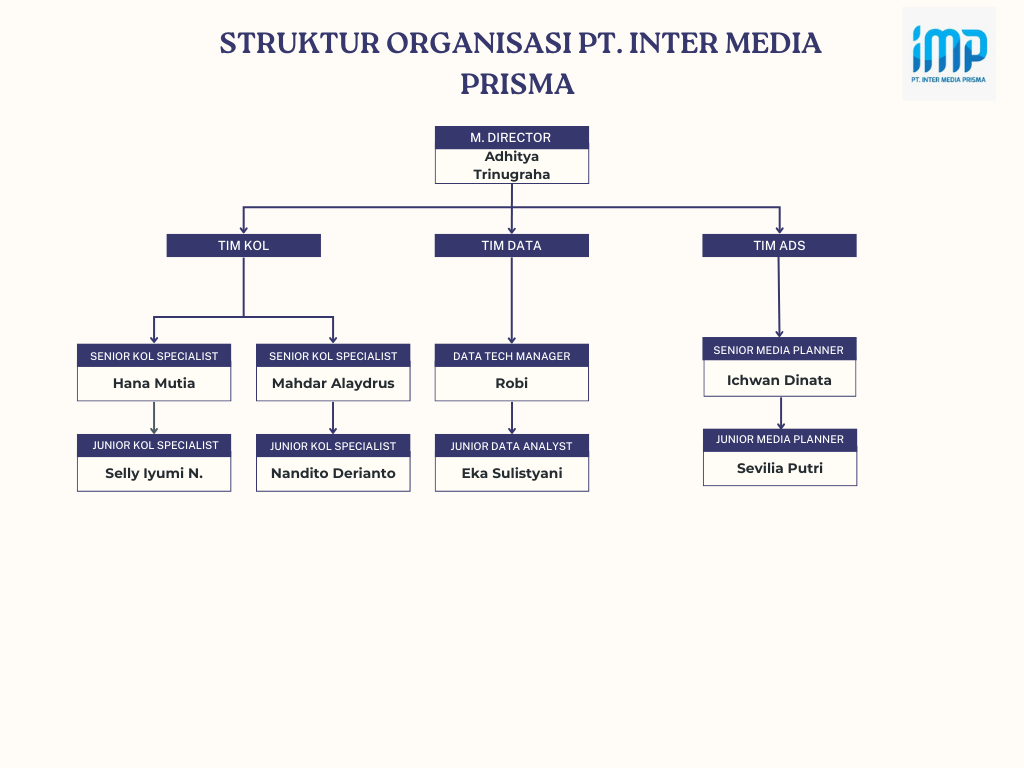 STRUKTUR ORGANISASI PT. INTER MEDIA
PRISMA
imp
PT. INTER MEDIA PRISMA
M. DIRECTOR
Adhitya
Trinugraha
TIM KOL
TIM DATA
TIM ADS
SENIOR KOL SPECIALIST
Hana Mutia
SENIOR KOL SPECIALIST
Mahdar Alaydrus
DATA TECH MANAGER
Robi
SENIOR MEDIA PLANNER
Ichwan Dinata
JUNIOR KOL SPECIALIST
Selly Iyumi N.
JUNIOR KOL SPECIALIST
Nandito Derianto
JUNIOR DATA ANALYST
Eka Sulistyani
JUNIOR MEDIA PLANNER
Sevilia Putri